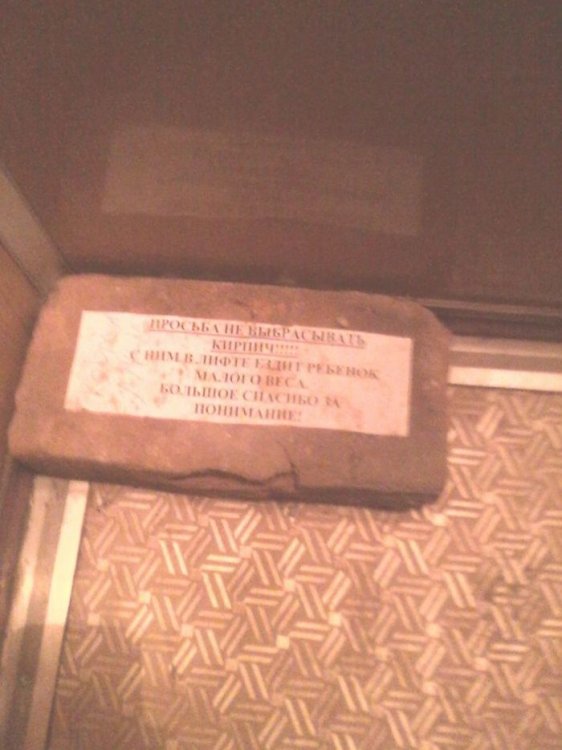 ПРОСЬБА НЕ ВЫБРАСЫВАТЬ
КИРПИЧ!!!!!
С НИМ В ЛИФТЕ ЕЗДИТ РЕБЕНОК
МАЛОГО ВЕСА.
БОЛЬШОЕ СПАСИБО ЗА
ПОНИМАНИЕ!